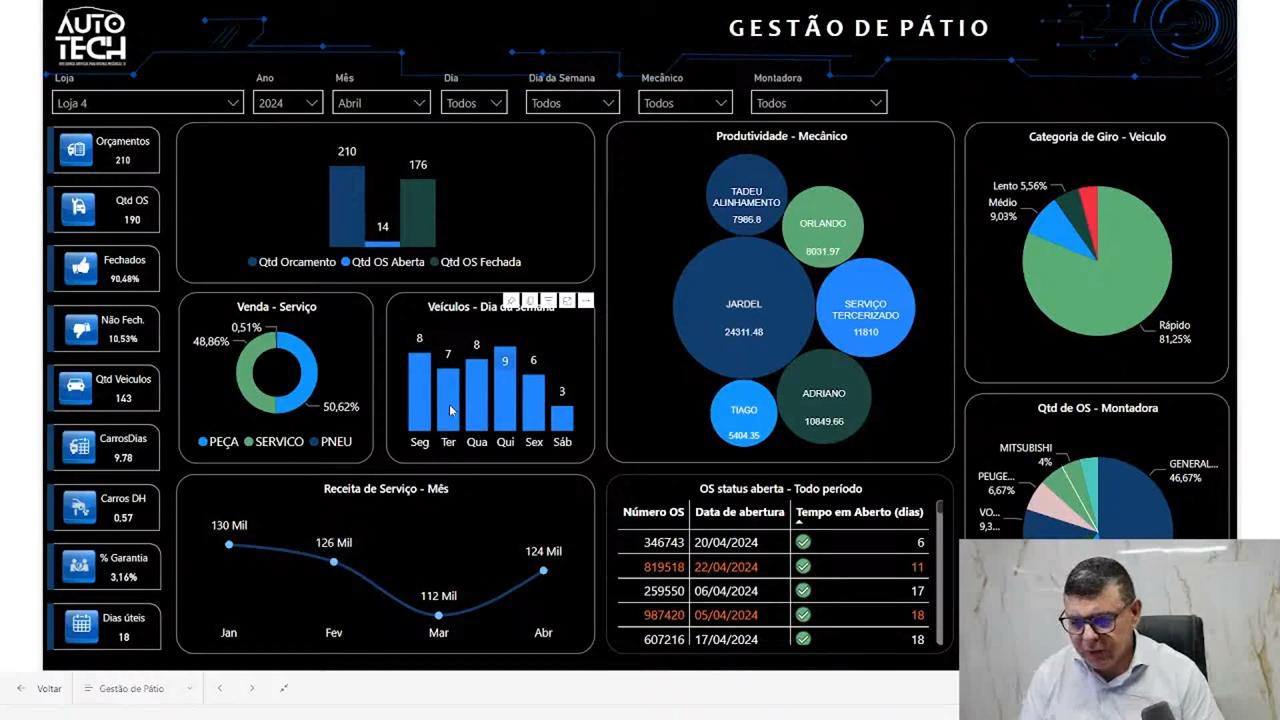 AUTO
TECH
GESTÃO DE PÁTIO
Loja
Ano
Mês
Dia
Dia da Semana
Mecânico
Montadora
Loja 4
2024
Abril
Todos
Todos
Todos
Todos
Orçamentos
210
Qtd OS
190
Fechados
90,48%
Não Fech.
10,53%
Qtd Veiculos
143
CarrosDias
9.78
Carros DH
0.57
% Garantia
3,16%
Dias úteis
18
210
14
176
Qtd Orcamento
Qtd OS Aberta
Qtd OS Fechada
Venda - Serviço
0,51%
48,86%
50,62%
PEÇA
SERVICO
PNEU
Veículos - Dia da semana
8
7
8
9
6
3
Seg
Ter
Qua
Qui
Sex
Sáb
Receita de Serviço - Mês
130 Mil
126 Mil
112 Mil
124 Mil
Jan
Fev
Mar
Abr
Produtividade - Mecânico
TADEU
ALINHAMENTO
7986.8
ORLANDO
8031.97
JARDEL
24311.48
SERVIÇO
TERCERIZADO
11810
ADRIANO
10849.66
TIAGO
5404.35
OS status aberta - Todo período
Número OS
Data de abertura
Tempo em Aberto (dias)
346743 20/04/2024 6
819518 22/04/2024 11
259550 06/04/2024 17
987420 05/04/2024 18
607216 17/04/2024 18
Categoria de Giro - Veiculo
Lento 5,56%
Médio
9,03%
Rápido
81,25%
Qtd de OS - Montadora
MITSUBISHI
4%
PEUGE...
6,67%
VO...
9,3...
GENERAL...
46,67%
Voltar
Gestão de Pátio